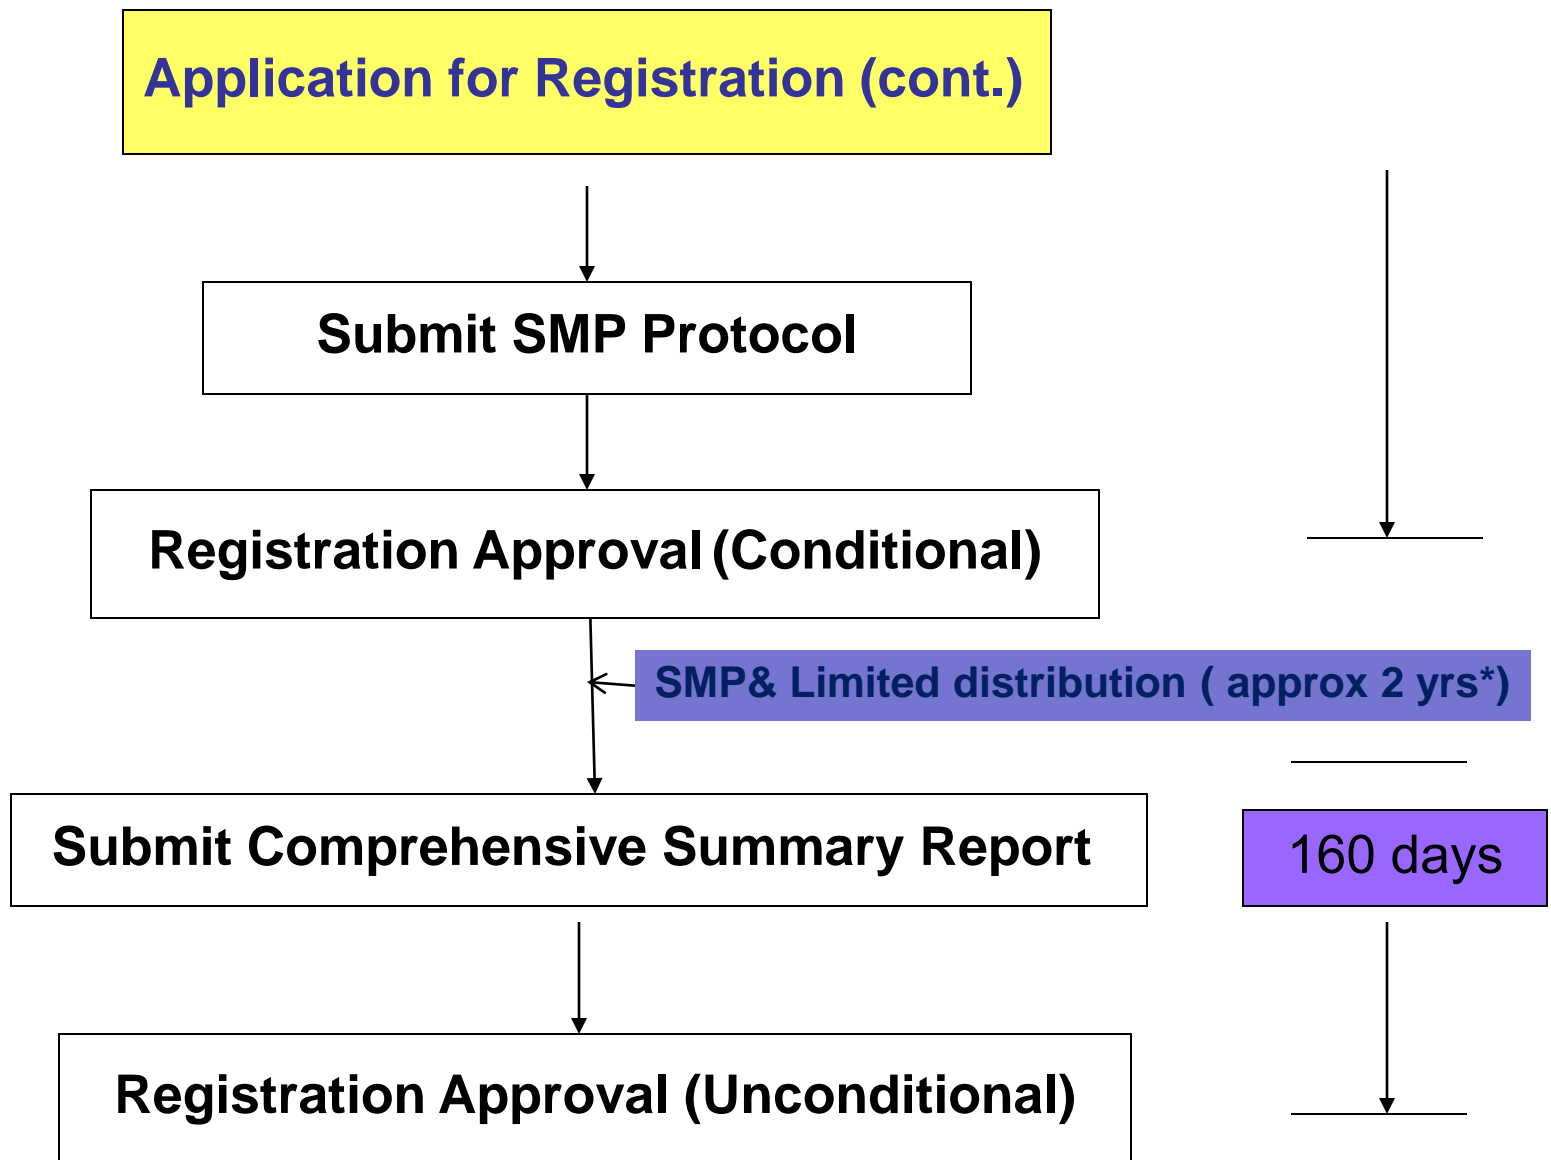 Application for Registration (cont.)
Submit SMP Protocol
Registration Approval (Conditional)
SMP& Limited distribution ( approx 2 yrs*)
Submit Comprehensive Summary Report
160 days
Registration Approval (Unconditional)